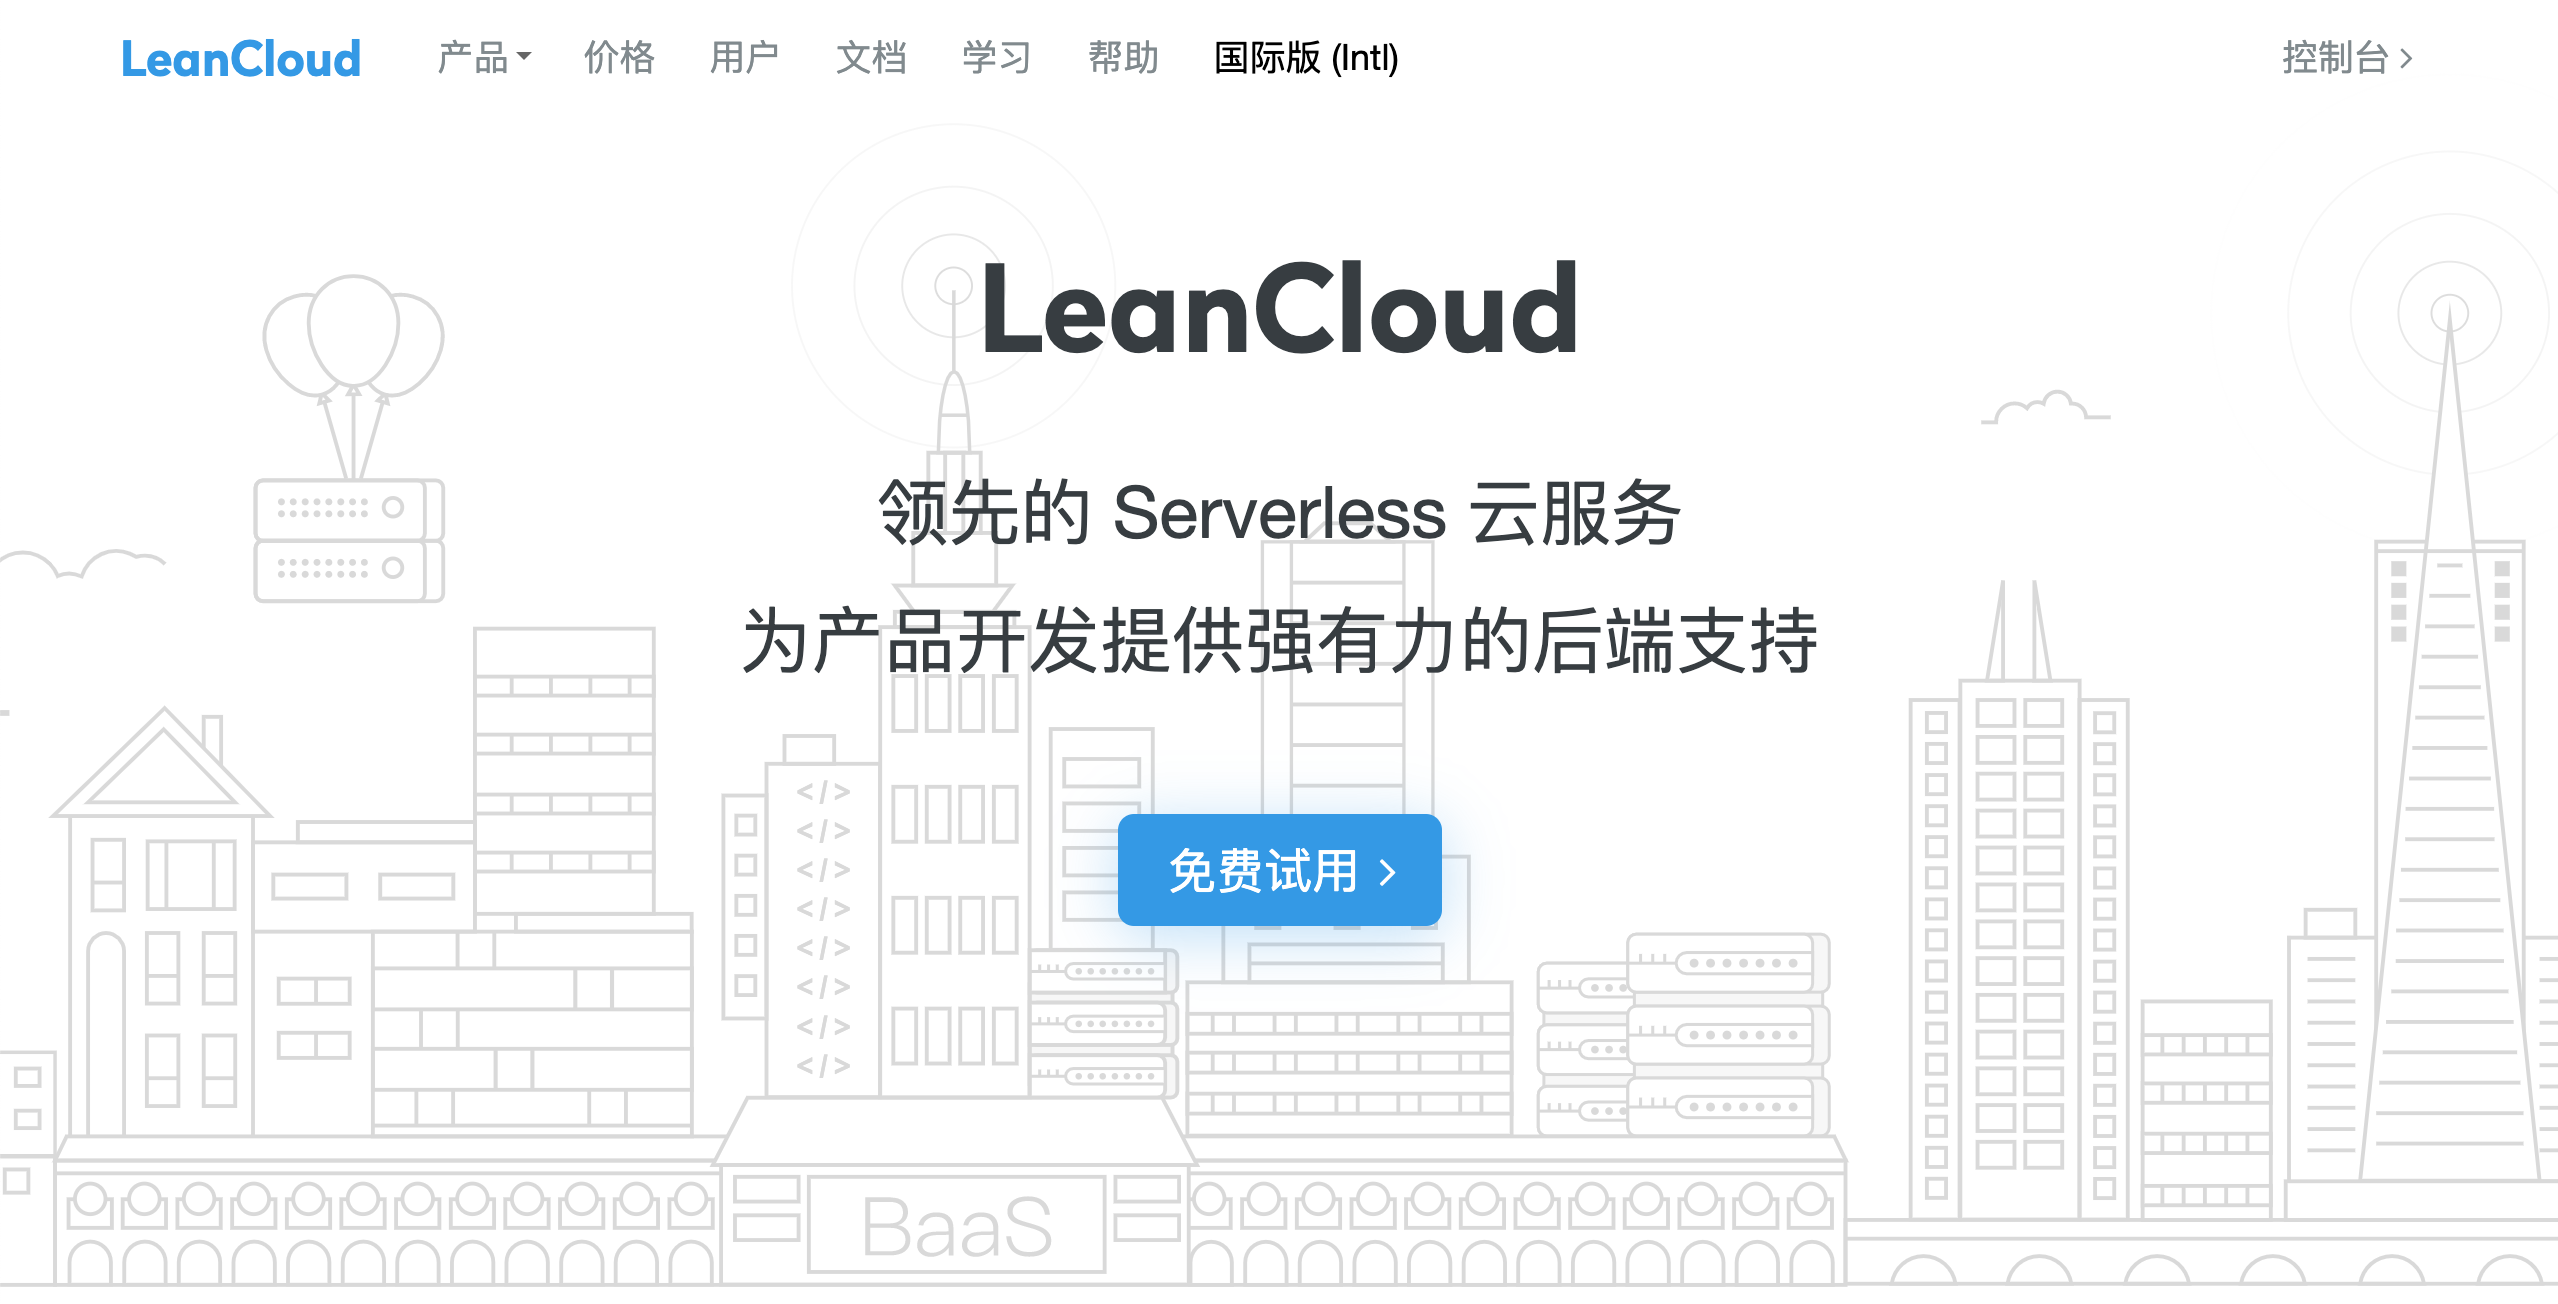 LeanCloud
产品
价格
用户
文档
学习
帮助
国际版 (Intl)
控制台
LeanCloud
领先的 Serverless 云服务
为产品开发提供强有力的后端支持
免费试用
</>
</>
</>
</>
</>
</>
</>
</>
BaaS